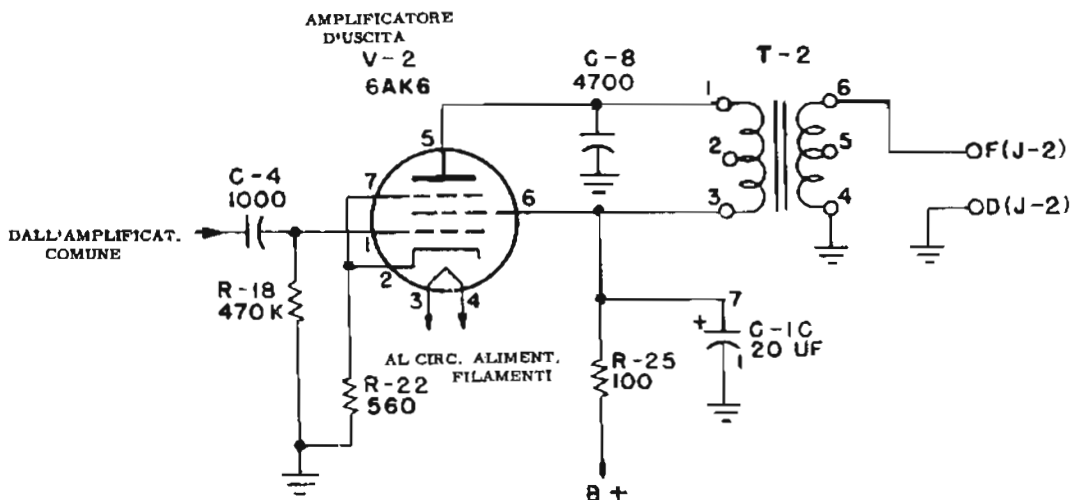 AMPLIFICATORE
D'USCITA
V-2
6AK6
C-8
4700
T-2
1
6
5
2
5
F(J-2)
7
C-4
1000
6
3
4
D(J-2)
DALL'AMPLIFICAT.
COMUNE
1
2
R-18
470K
3
4
7
+
C-1C
20 UF
1
AL CIRC. ALIMENT.
FILAMENTI
R-25
100
R-22
560
B+